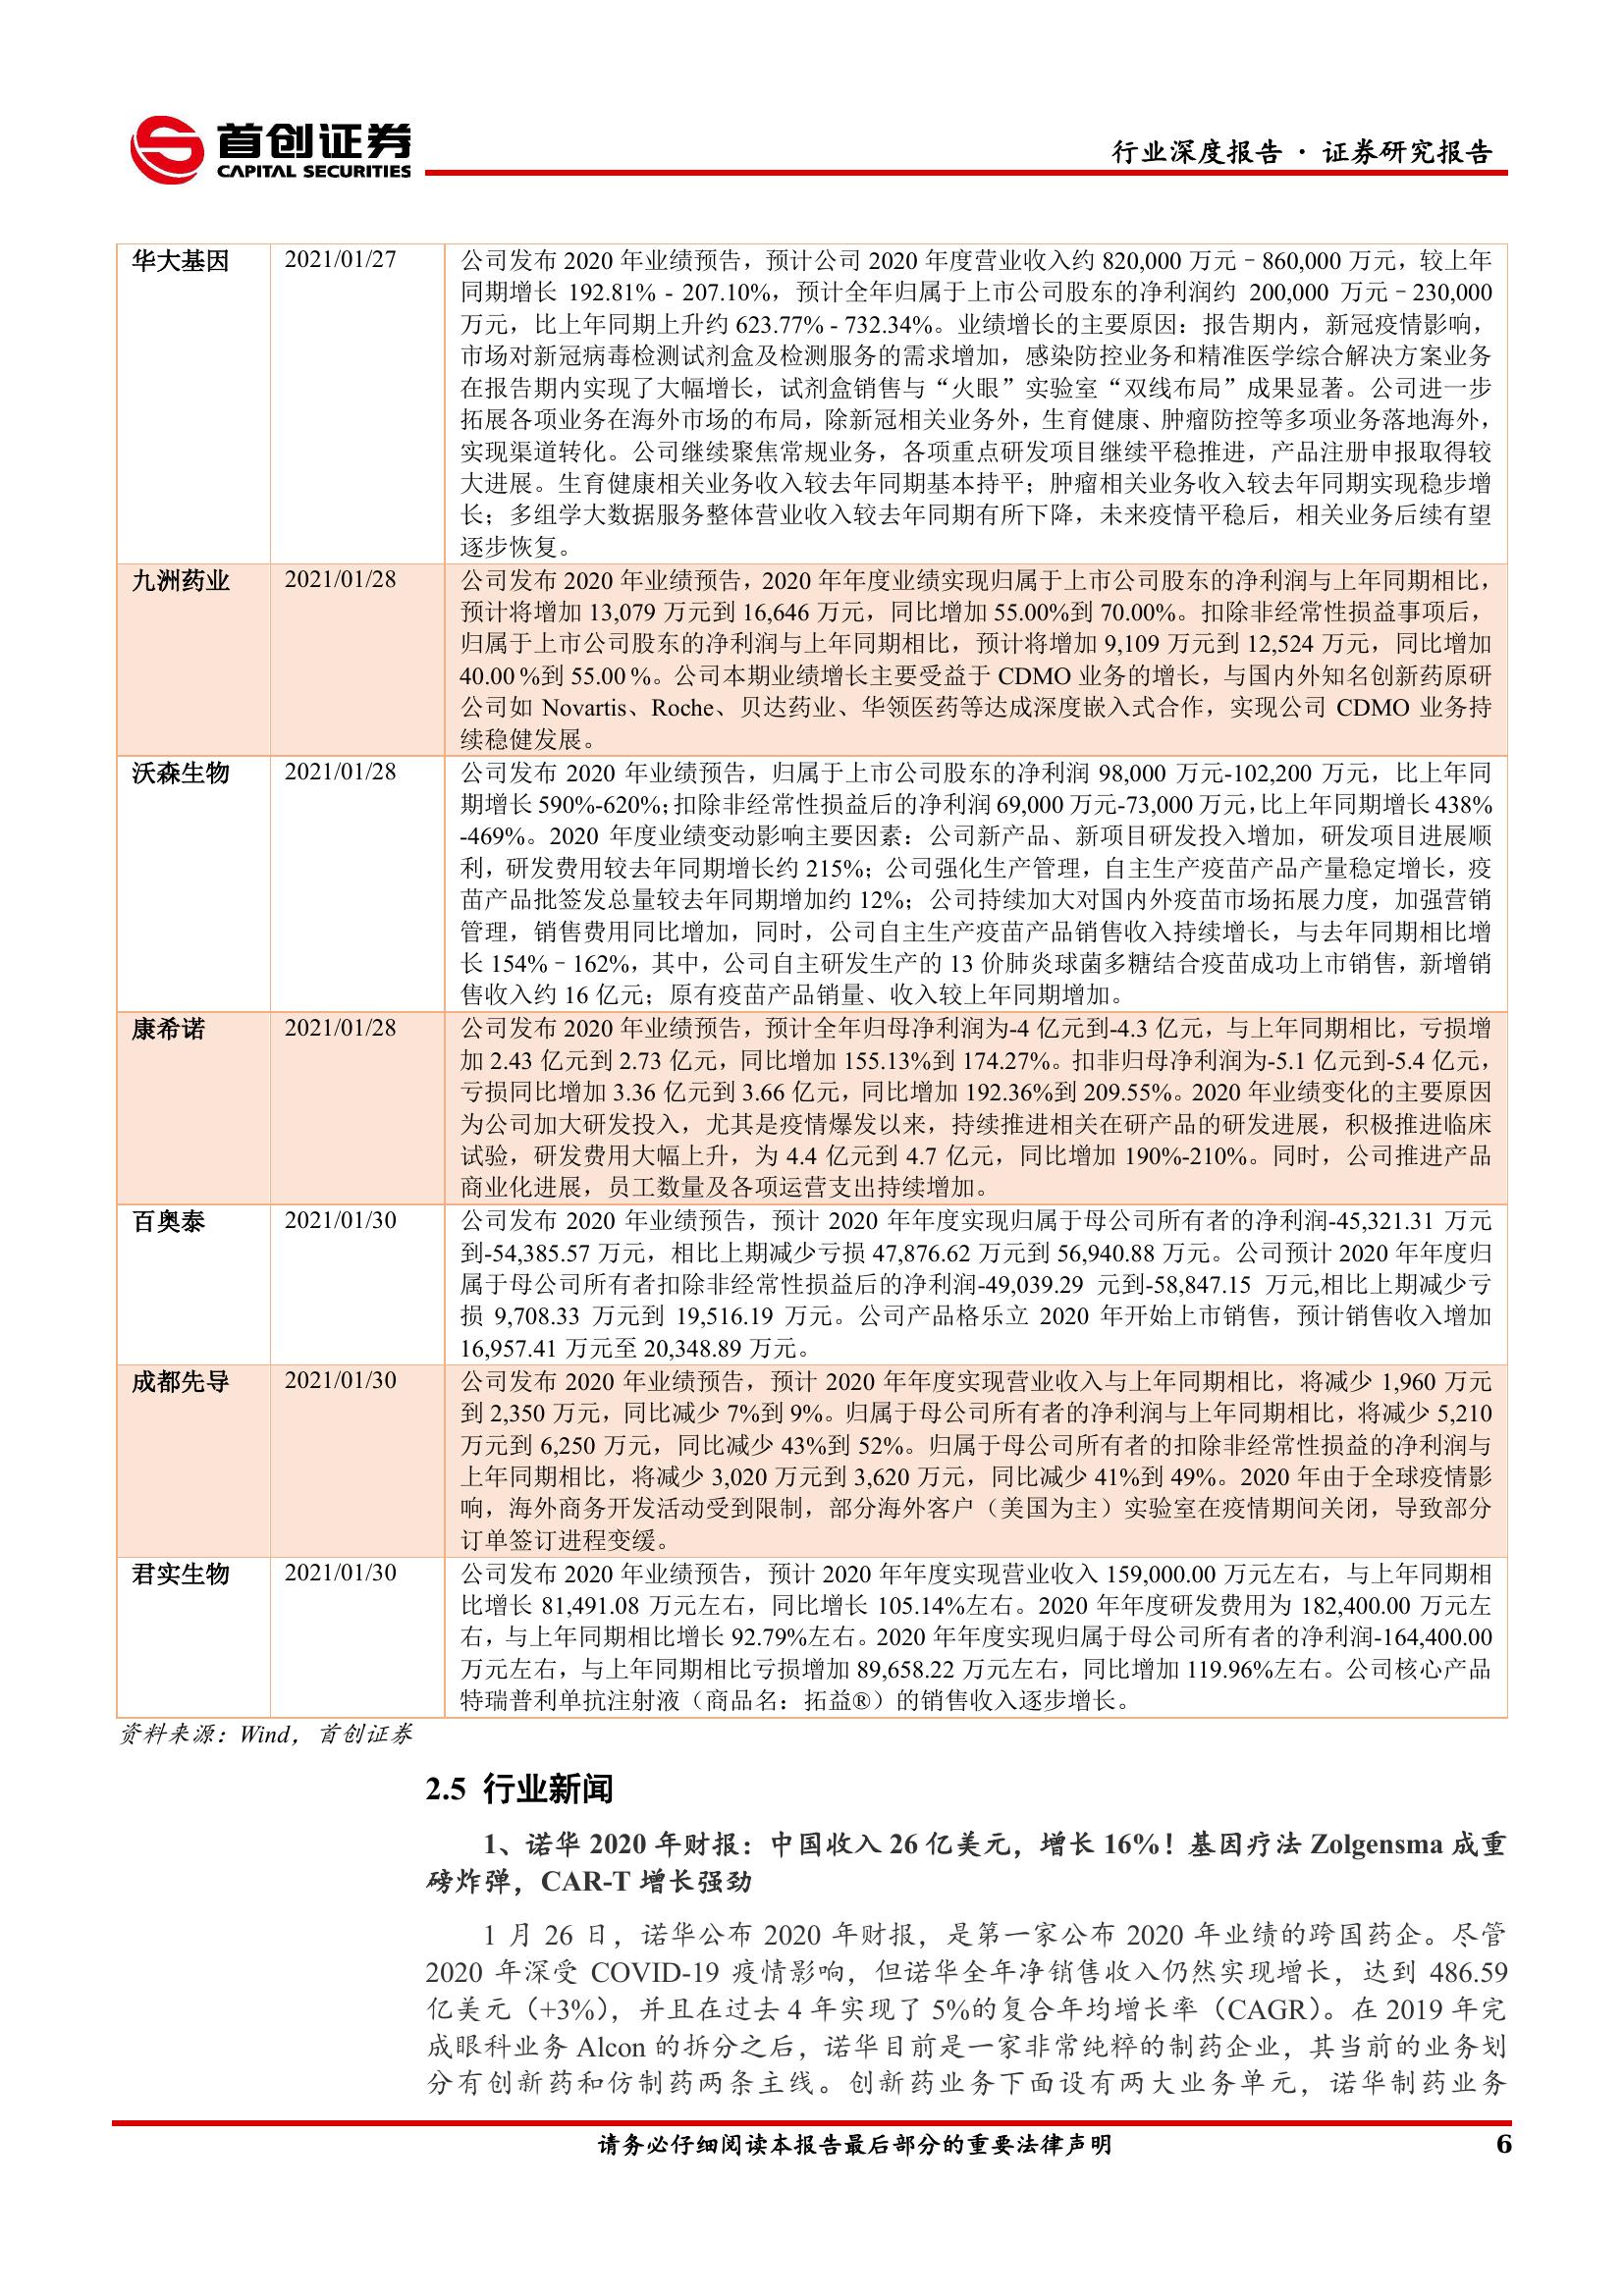 首创证券
CAPITAL SECURITIES
行业深度报告 · 证券研究报告
华大基因
2021/01/27
公司发布 2020 年业绩预告，预计公司 2020 年度营业收入约 820,000 万元–860,000 万元，较上年
同期增长 192.81% - 207.10%，预计全年归属于上市公司股东的净利润约 200,000 万元–230,000
万元，比上年同期上升约 623.77% - 732.34%。业绩增长的主要原因：报告期内，新冠疫情影响，
市场对新冠病毒检测试剂盒及检测服务的需求增加，感染防控业务和精准医学综合解决方案业务
在报告期内实现了大幅增长，试剂盒销售与“火眼”实验室“双线布局”成果显著。公司进一步
拓展各项业务在海外市场的布局，除新冠相关业务外，生育健康、肿瘤防控等多项业务落地海外，
实现渠道转化。公司继续聚焦常规业务，各项重点研发项目继续平稳推进，产品注册申报取得较
大进展。生育健康相关业务收入较去年同期基本持平；肿瘤相关业务收入较去年同期实现稳步增
长；多组学大数据服务整体营业收入较去年同期有所下降，未来疫情平稳后，相关业务后续有望
逐步恢复。
九洲药业
2021/01/28
公司发布 2020 年业绩预告，2020 年年度业绩实现归属于上市公司股东的净利润与上年同期相比，
预计将增加 13,079 万元到 16,646 万元，同比增加 55.00%到 70.00%。扣除非经常性损益事项后，
归属于上市公司股东的净利润与上年同期相比，预计将增加 9,109 万元到 12,524 万元，同比增加
40.00 %到 55.00 %。公司本期业绩增长主要受益于 CDMO 业务的增长，与国内外知名创新药原研
公司如 Novartis、Roche、贝达药业、华领医药等达成深度嵌入式合作，实现公司 CDMO 业务持
续稳健发展。
沃森生物
2021/01/28
公司发布 2020 年业绩预告，归属于上市公司股东的净利润 98,000 万元-102,200 万元，比上年同
期增长 590%-620%；扣除非经常性损益后的净利润 69,000 万元-73,000 万元，比上年同期增长 438%
-469%。2020 年度业绩变动影响主要因素：公司新产品、新项目研发投入增加，研发项目进展顺
利，研发费用较去年同期增长约 215%；公司强化生产管理，自主生产疫苗产品产量稳定增长，疫
苗产品批签发总量较去年同期增加约 12%；公司持续加大对国内外疫苗市场拓展力度，加强营销
管理，销售费用同比增加，同时，公司自主生产疫苗产品销售收入持续增长，与去年同期相比增
长 154%–162%，其中，公司自主研发生产的 13 价肺炎球菌多糖结合疫苗成功上市销售，新增销
售收入约 16 亿元；原有疫苗产品销量、收入较上年同期增加。
康希诺
2021/01/28
公司发布 2020 年业绩预告，预计全年归母净利润为-4 亿元到-4.3 亿元，与上年同期相比，亏损增
加 2.43 亿元到 2.73 亿元，同比增加 155.13%到 174.27%。扣非归母净利润为-5.1 亿元到-5.4 亿元，
亏损同比增加 3.36 亿元到 3.66 亿元，同比增加 192.36%到 209.55%。2020 年业绩变化的主要原因
为公司加大研发投入，尤其是疫情爆发以来，持续推进相关在研产品的研发进展，积极推进临床
试验，研发费用大幅上升，为 4.4 亿元到 4.7 亿元，同比增加 190%-210%。同时，公司推进产品
商业化进展，员工数量及各项运营支出持续增加。
百奥泰
2021/01/30
公司发布 2020 年业绩预告，预计 2020 年年度实现归属于母公司所有者的净利润-45,321.31 万元
到-54,385.57 万元，相比上期减少亏损 47,876.62 万元到 56,940.88 万元。公司预计 2020 年年度归
属于母公司所有者扣除非经常性损益后的净利润-49,039.29 元到-58,847.15 万元,相比上期减少亏
损 9,708.33 万元到 19,516.19 万元。公司产品格乐立 2020 年开始上市销售，预计销售收入增加
16,957.41 万元至 20,348.89 万元。
成都先导
2021/01/30
公司发布 2020 年业绩预告，预计 2020 年年度实现营业收入与上年同期相比，将减少 1,960 万元
到 2,350 万元，同比减少 7%到 9%。归属于母公司所有者的净利润与上年同期相比，将减少 5,210
万元到 6,250 万元，同比减少 43%到 52%。归属于母公司所有者的扣除非经常性损益的净利润与
上年同期相比，将减少 3,020 万元到 3,620 万元，同比减少 41%到 49%。2020 年由于全球疫情影
响，海外商务开发活动受到限制，部分海外客户（美国为主）实验室在疫情期间关闭，导致部分
订单签订进程变缓。
君实生物
2021/01/30
公司发布 2020 年业绩预告，预计 2020 年年度实现营业收入 159,000.00 万元左右，与上年同期相
比增长 81,491.08 万元左右，同比增长 105.14%左右。2020 年年度研发费用为 182,400.00 万元左
右，与上年同期相比增长 92.79%左右。2020 年年度实现归属于母公司所有者的净利润-164,400.00
万元左右，与上年同期相比亏损增加 89,658.22 万元左右，同比增加 119.96%左右。公司核心产品
特瑞普利单抗注射液（商品名：拓益®）的销售收入逐步增长。
资料来源：Wind，首创证券
2.5 行业新闻
1、诺华 2020 年财报：中国收入 26 亿美元，增长 16%！基因疗法 Zolgensma 成重
磅炸弹，CAR-T 增长强劲
1 月 26 日，诺华公布 2020 年财报，是第一家公布 2020 年业绩的跨国药企。尽管
2020 年深受 COVID-19 疫情影响，但诺华全年净销售收入仍然实现增长，达到 486.59
亿美元（+3%），并且在过去 4 年实现了 5%的复合年均增长率（CAGR）。在 2019 年完
成眼科业务 Alcon 的拆分之后，诺华目前是一家非常纯粹的制药企业，其当前的业务划
分有创新药和仿制药两条主线。创新药业务下面设有两大业务单元，诺华制药业务
请务必仔细阅读本报告最后部分的重要法律声明
6